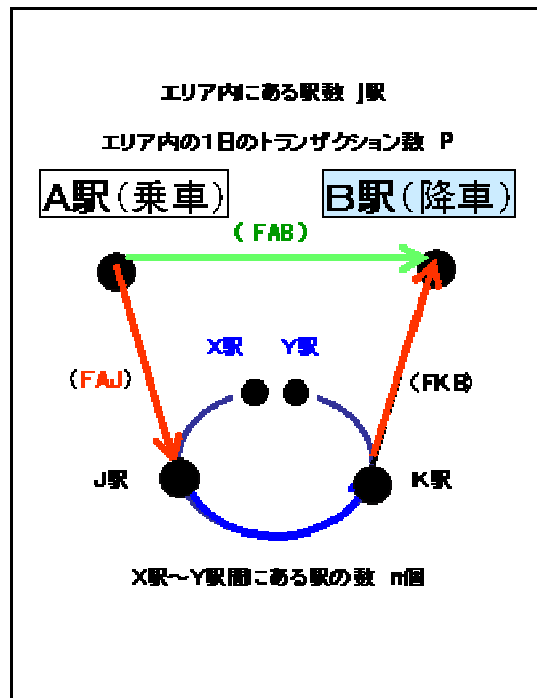 エリア内にある駅数 j駅
エリア内の1日のトランザクション数 P
A駅(乗車) B駅(降車)
(FAB)
X駅 Y駅
(FAJ) (FKB)
J駅 K駅
X駅～Y駅間にある駅の数 m個